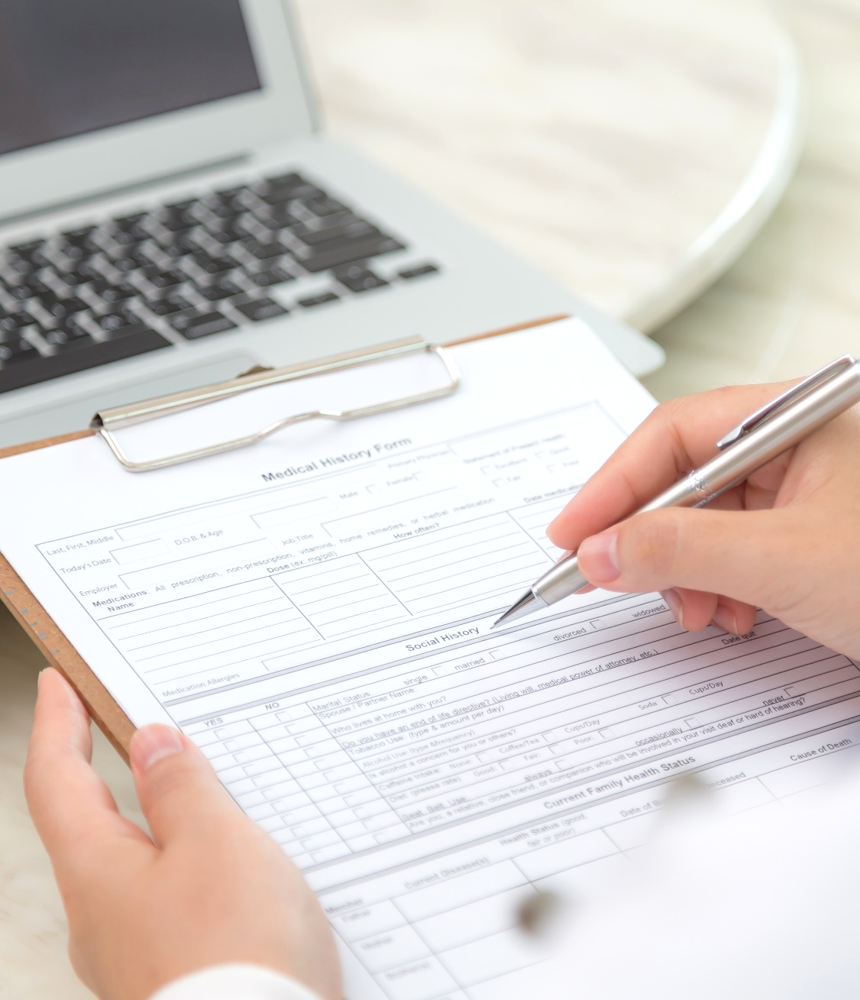 Medical History Form
Last, First, Middle
Male Female Primary Physician Statement of Present Health
Excellent Good
Fair Poor
Today's Date D.O.B. & Age
Employer Job Title
Medications: All prescription, non-prescription, vitamins, home remedies, or herbal medication
Name Dose (ex. mg/pill) How often? Date medication
Medication Allergies
Social History
YES NO
Marital Status: single married divorced widowed
Spouse / Partner Name:
Who lives at home with you?
Do you have an end of life directive? (Living will, medical power of attorney, etc.)
Tobacco Use: (type & amount per day) Date quit
Alcohol Use: (type & frequency)
Is alcohol a concern for you or others?
Caffeine Intake: None: Coffee/Tea Cups/Day Soda Cups/Day
Diet: (please rate) Good: Fair: Poor:
Seat Belt Use: always occasionally never
Are you, a relative, close friend, or companion who will be involved in your visit deaf or hard of hearing?
Current Family Health Status
Member Current Disease(s) Health Status (good, fair or poor) Date of Cause of Death
Father
Mother